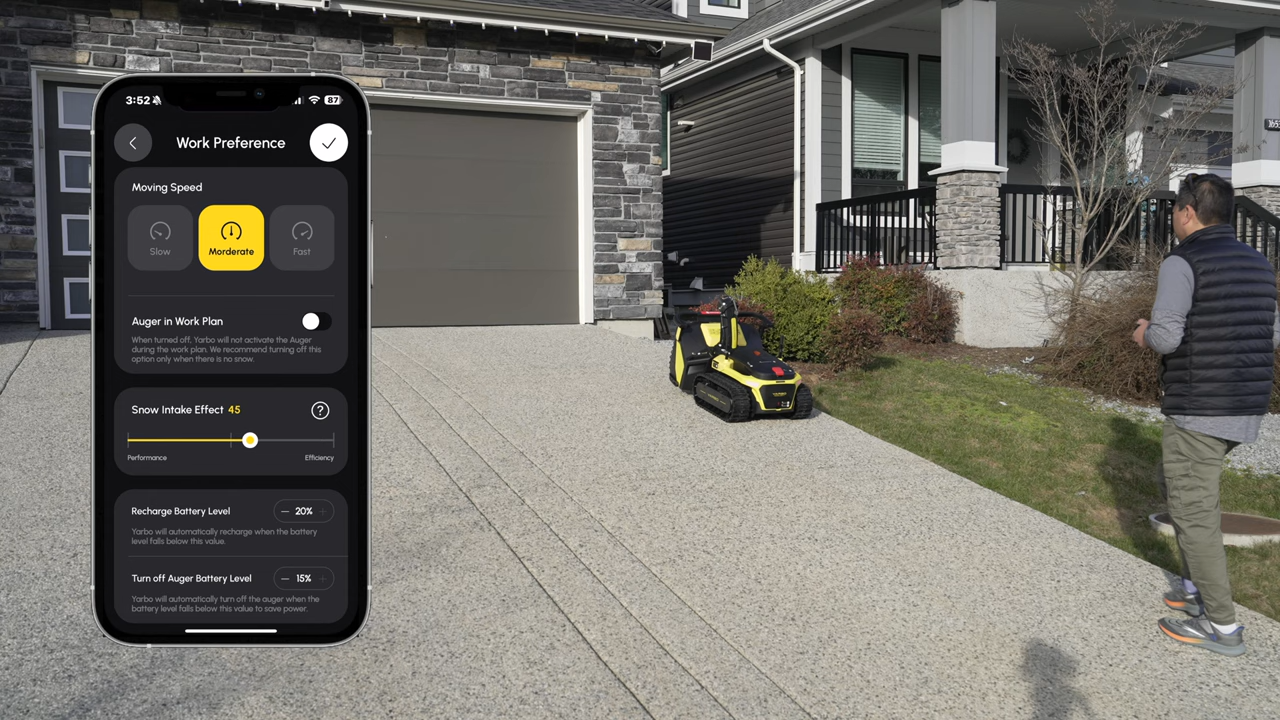 3:52
87
Work Preference
Moving Speed
Slow
Morderate
Fast
Auger in Work Plan
When turned off, Yarbo will not activate the Auger
during the work plan. We recommend turning off this
option only when there is no snow.
Snow Intake Effect 45
?
Performance
Efficiency
Recharge Battery Level
— 20% +
Yarbo will automatically recharge when the battery
level falls below this value.
Turn off Auger Battery Level
— 15% +
Yarbo will automatically turn off the auger when the
battery level falls below this value to save power.